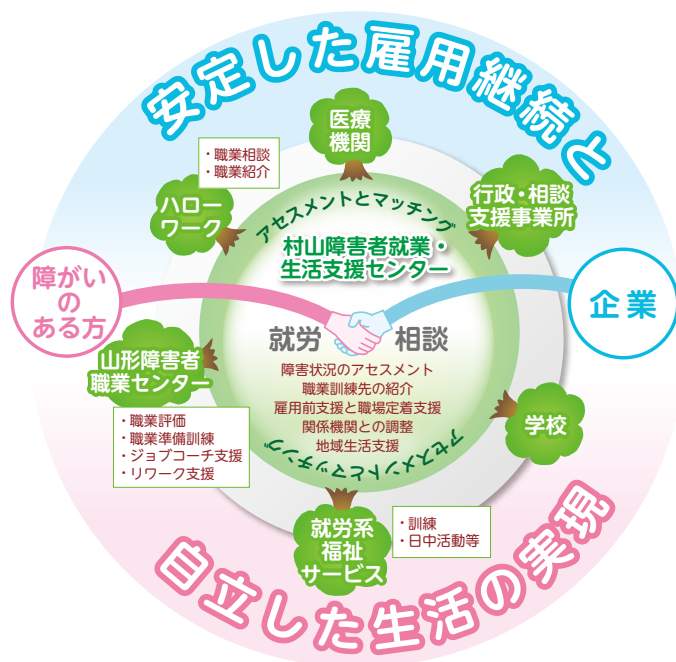 安定した雇用継続と
医療
機関
・職業相談
・職業紹介
ハロー
ワーク
行政・相談
支援事業所
アセスメントとマッチング
村山障害者就業・
生活支援センター
障がい
の
ある方
企業
就労 相談
障害状況のアセスメント
職業訓練先の紹介
雇用前支援と職場定着支援
関係機関との調整
地域生活支援
アセスメントとマッチング
山形障害者
職業センター
・職業評価
・職業準備訓練
・ジョブコーチ支援
・リワーク支援
学校
就労系
福祉
サービス
・訓練
・日中活動等
自立した生活の実現